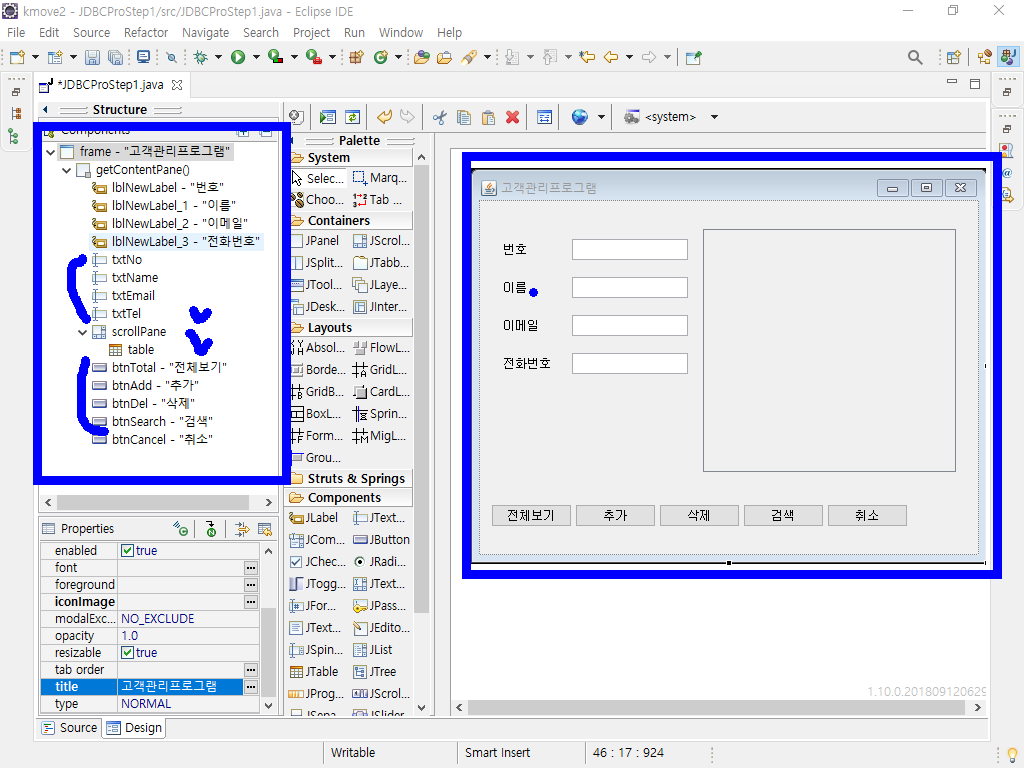 kmove2 - JDBCProStep1/src/JDBCProStep1.java - Eclipse IDE
File Edit Source Refactor Navigate Search Project Run Window Help
*JDBCProStep1.java
Structure
Components
frame - "고객관리프로그램"
getContentPane()
lblNewLabel - "번호"
lblNewLabel_1 - "이름"
lblNewLabel_2 - "이메일"
lblNewLabel_3 - "전화번호"
txtNo
txtName
txtEmail
txtTel
scrollPane
table
btnTotal - "전체보기"
btnAdd - "추가"
btnDel - "삭제"
btnSearch - "검색"
btnCancel - "취소"
Properties
enabled true
font
foreground
iconImage
modalExc... NO_EXCLUDE
opacity 1.0
resizable true
tab order
title 고객관리프로그램
type NORMAL
Source Design
<system>
Palette
System
Selec... Marq...
Choo... Tab ...
Containers
JPanel JScrol...
JSplit... JTabb...
JTool... JLaye...
JDesk... JInter...
Layouts
Absol... FlowL...
Borde... GridL...
GridB... CardL...
BoxL... Sprin...
Form... MigL...
Grou...
Struts & Springs
Components
JLabel JText...
JCom... JButton
JChec... JRadi...
JTogg... JText...
JFor... JPass...
JText... JEdito...
JSpin... JList
JTable JTree
JProg... JScrol...
JSepa... JSlider
고객관리프로그램
번호
이름
이메일
전화번호
전체보기 추가 삭제 검색 취소
1.10.0.201809120629
Writable Smart Insert 46 : 17 : 924